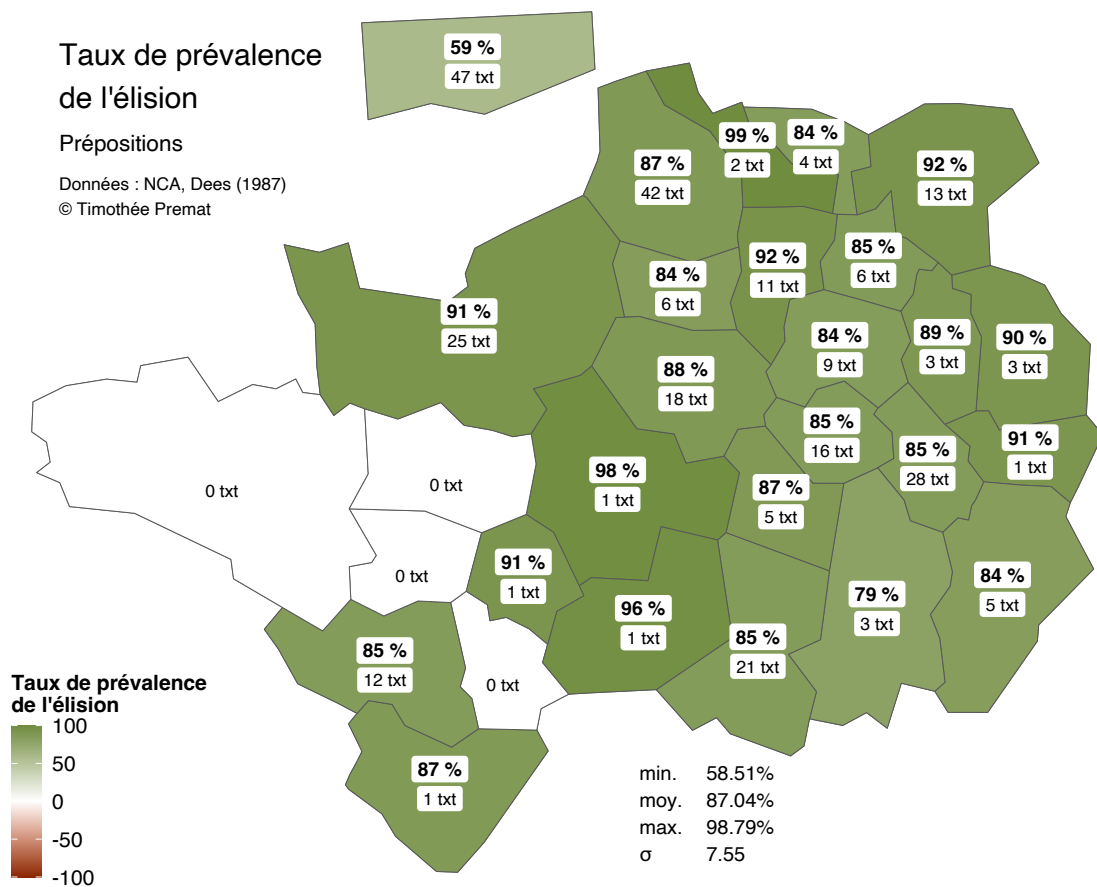 Taux de prévalence
de l'élision
Prépositions
Données : NCA, Dees (1987)
© Timothée Premat
59 %
47 txt
99 %
2 txt
84 %
4 txt
87 %
42 txt
92 %
13 txt
85 %
6 txt
92 %
11 txt
84 %
6 txt
91 %
25 txt
84 %
9 txt
89 %
3 txt
90 %
3 txt
88 %
18 txt
85 %
16 txt
85 %
28 txt
91 %
1 txt
98 %
1 txt
87 %
5 txt
0 txt
0 txt
0 txt
91 %
1 txt
96 %
1 txt
79 %
3 txt
84 %
5 txt
85 %
21 txt
85 %
12 txt
0 txt
87 %
1 txt
Taux de prévalence
de l'élision
100
50
0
-50
-100
min. 58.51%
moy. 87.04%
max. 98.79%
σ 7.55